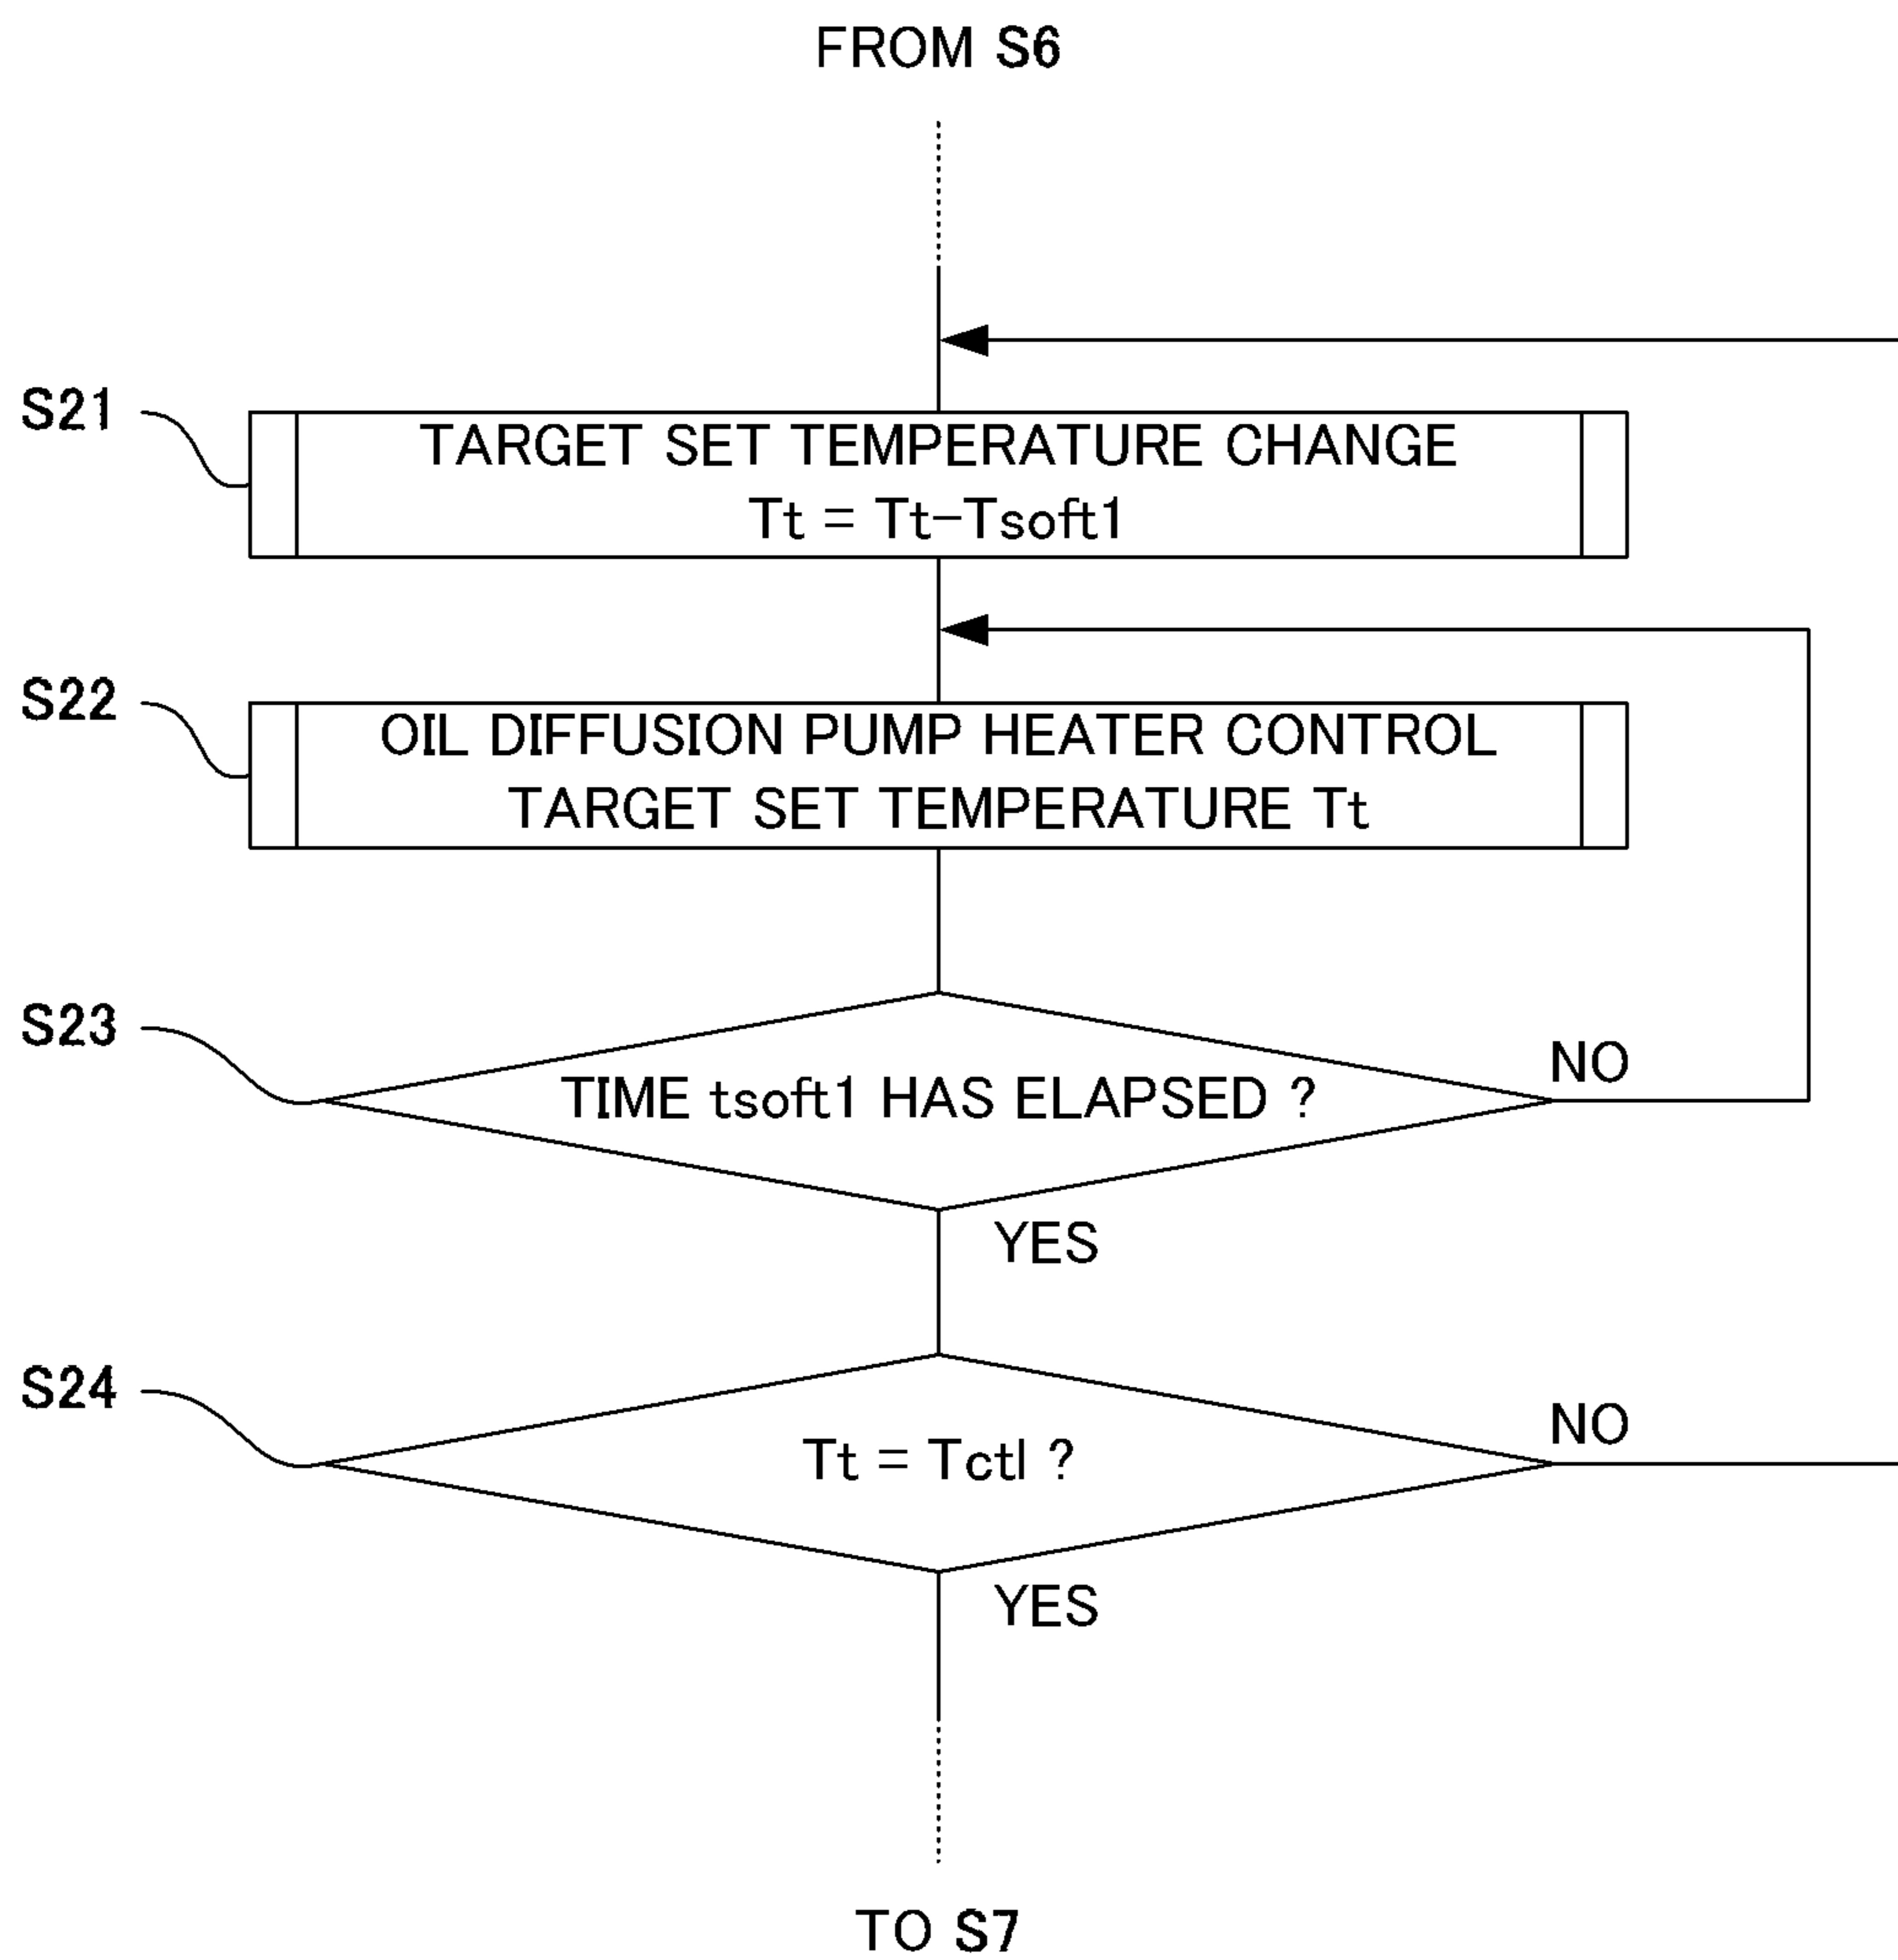 FROM S6
S21
TARGET SET TEMPERATURE CHANGE
Tt = Tt-Tsoft1
S22
OIL DIFFUSION PUMP HEATER CONTROL
TARGET SET TEMPERATURE Tt
S23
TIME tsoft1 HAS ELAPSED ?
NO
YES
S24
Tt = Tctl ?
NO
YES
TO S7